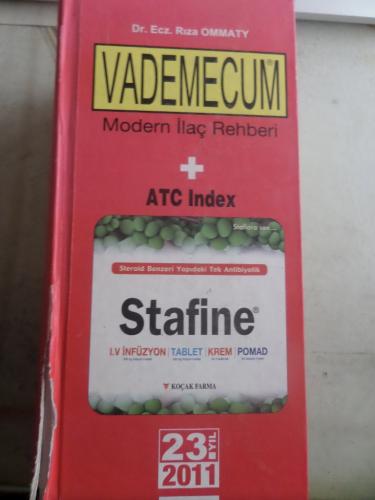 Dr. Ecz. Rıza OMMATY
VADEMECUM®
Modern İlaç Rehberi
+
ATC Index
Steroid Benzeri Yapıdaki Tek Antibiyotik
Stafine®
I.V İNFÜZYON | TABLET | KREM | POMAD
KOÇAK FARMA
23. YIL
2011